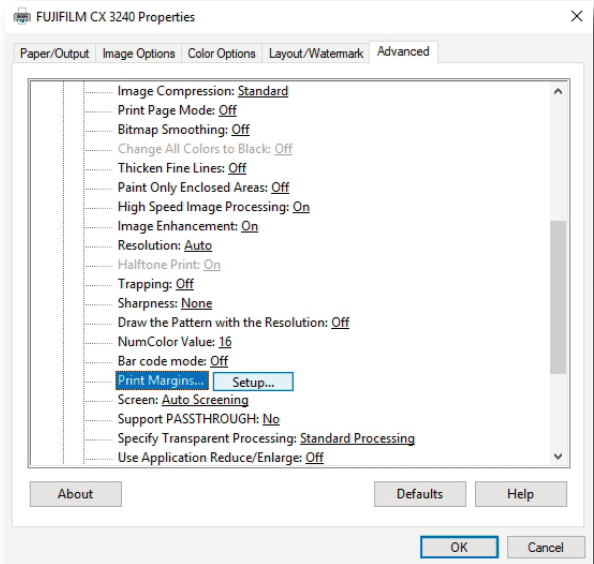 FUJIFILM CX 3240 Properties
Paper/Output Image Options Color Options Layout/Watermark Advanced
Image Compression: Standard
Print Page Mode: Off
Bitmap Smoothing: Off
Change All Colors to Black: Off
Thicken Fine Lines: Off
Paint Only Enclosed Areas: Off
High Speed Image Processing: On
Image Enhancement: On
Resolution: Auto
Halftone Print: On
Trapping: Off
Sharpness: None
Draw the Pattern with the Resolution: Off
NumColor Value: 16
Bar code mode: Off
Print Margins... Setup...
Screen: Auto Screening
Support PASSTHROUGH: No
Specify Transparent Processing: Standard Processing
Use Application Reduce/Enlarge: Off
About Defaults Help
OK Cancel